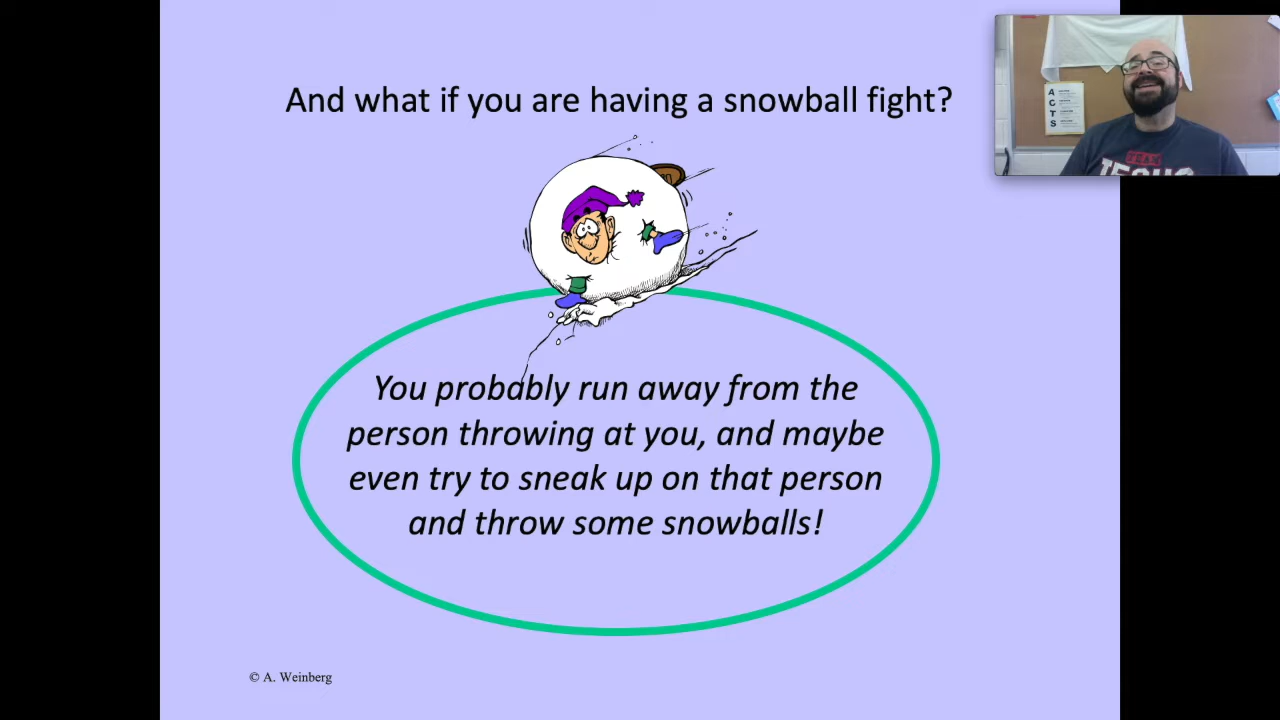 And what if you are having a snowball fight?
You probably run away from the
person throwing at you, and maybe
even try to sneak up on that person
and throw some snowballs!
© A. Weinberg
A
C
T
S
TEAM